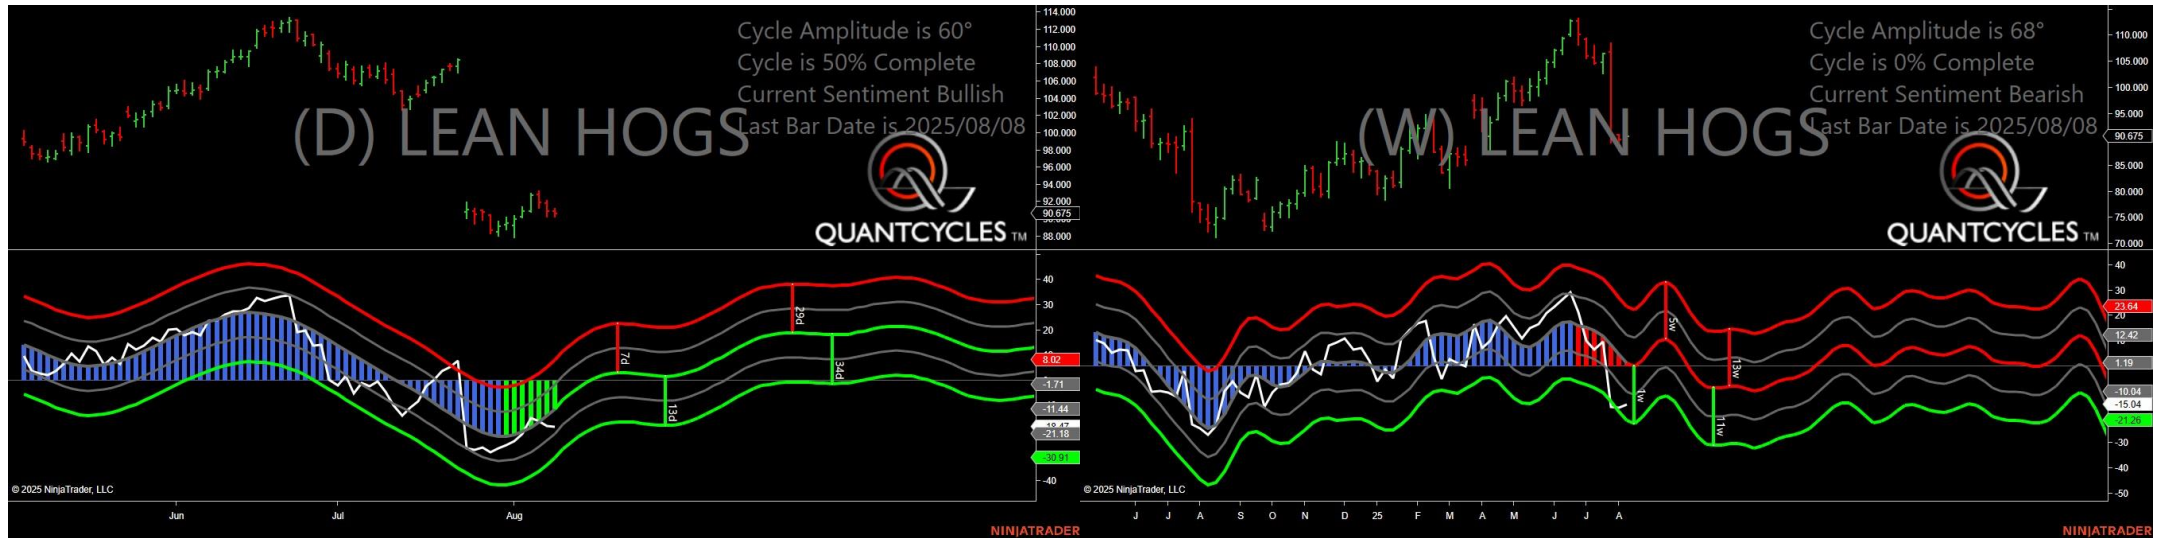 Cycle Amplitude is 60°
Cycle is 50% Complete
Current Sentiment Bullish
Last Bar Date is 2025/08/08
(D) LEAN HOGS
QUANTCYCLES TM
114.000
112.000
110.000
108.000
106.000
104.000
102.000
100.000
98.000
96.000
94.000
92.000
90.675
88.000
40
30
20
8.02
-1.71
-11.44
-18.47
-21.18
-30.91
-40
7d
13d
29d
34d
© 2025 NinjaTrader, LLC
Jun
Jul
Aug
NINJATRADER
Cycle Amplitude is 68°
Cycle is 0% Complete
Current Sentiment Bearish
Last Bar Date is 2025/08/08
(W) LEAN HOGS
QUANTCYCLES TM
110.000
105.000
100.000
95.000
90.675
85.000
80.000
75.000
70.000
40
30
23.64
20
12.42
1.19
-10.04
-15.04
-21.26
-30
-40
-50
1w
5w
11w
13w
© 2025 NinjaTrader, LLC
J
J
A
S
O
N
D
25
F
M
A
M
J
J
A
NINJATRADER